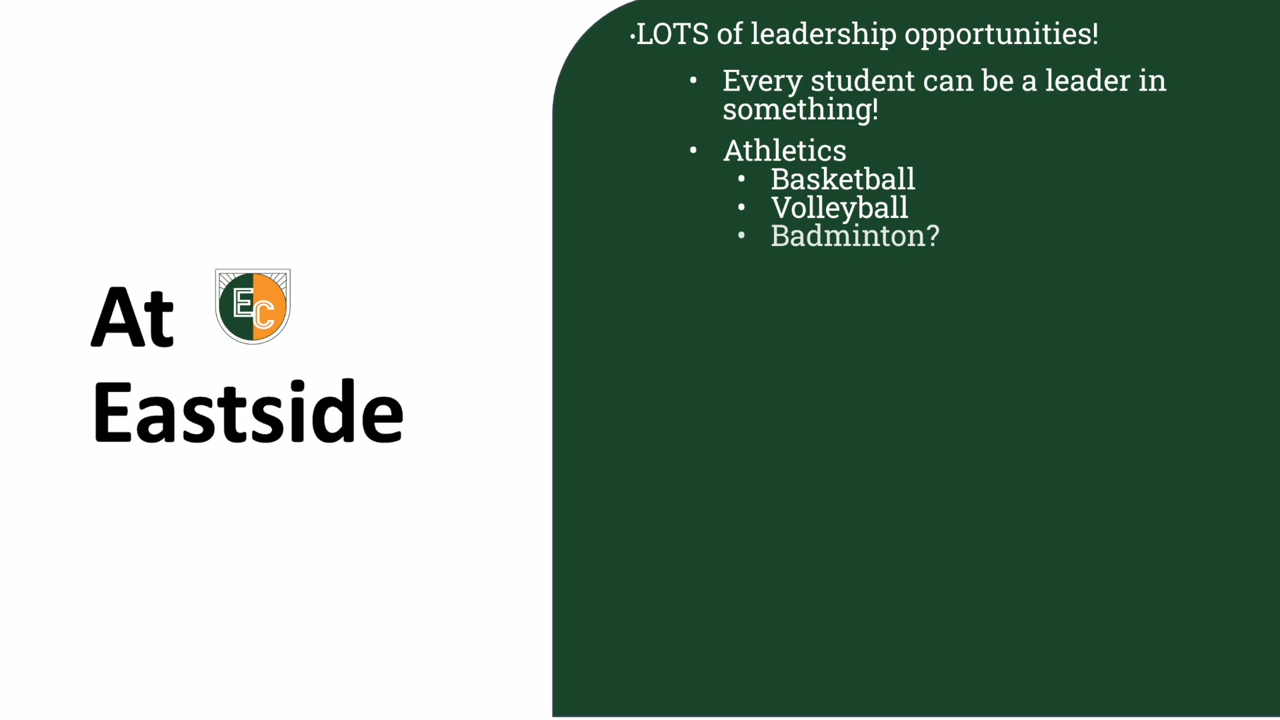 At
EC
Eastside
·LOTS of leadership opportunities!
• Every student can be a leader in
something!
• Athletics
• Basketball
• Volleyball
• Badminton?